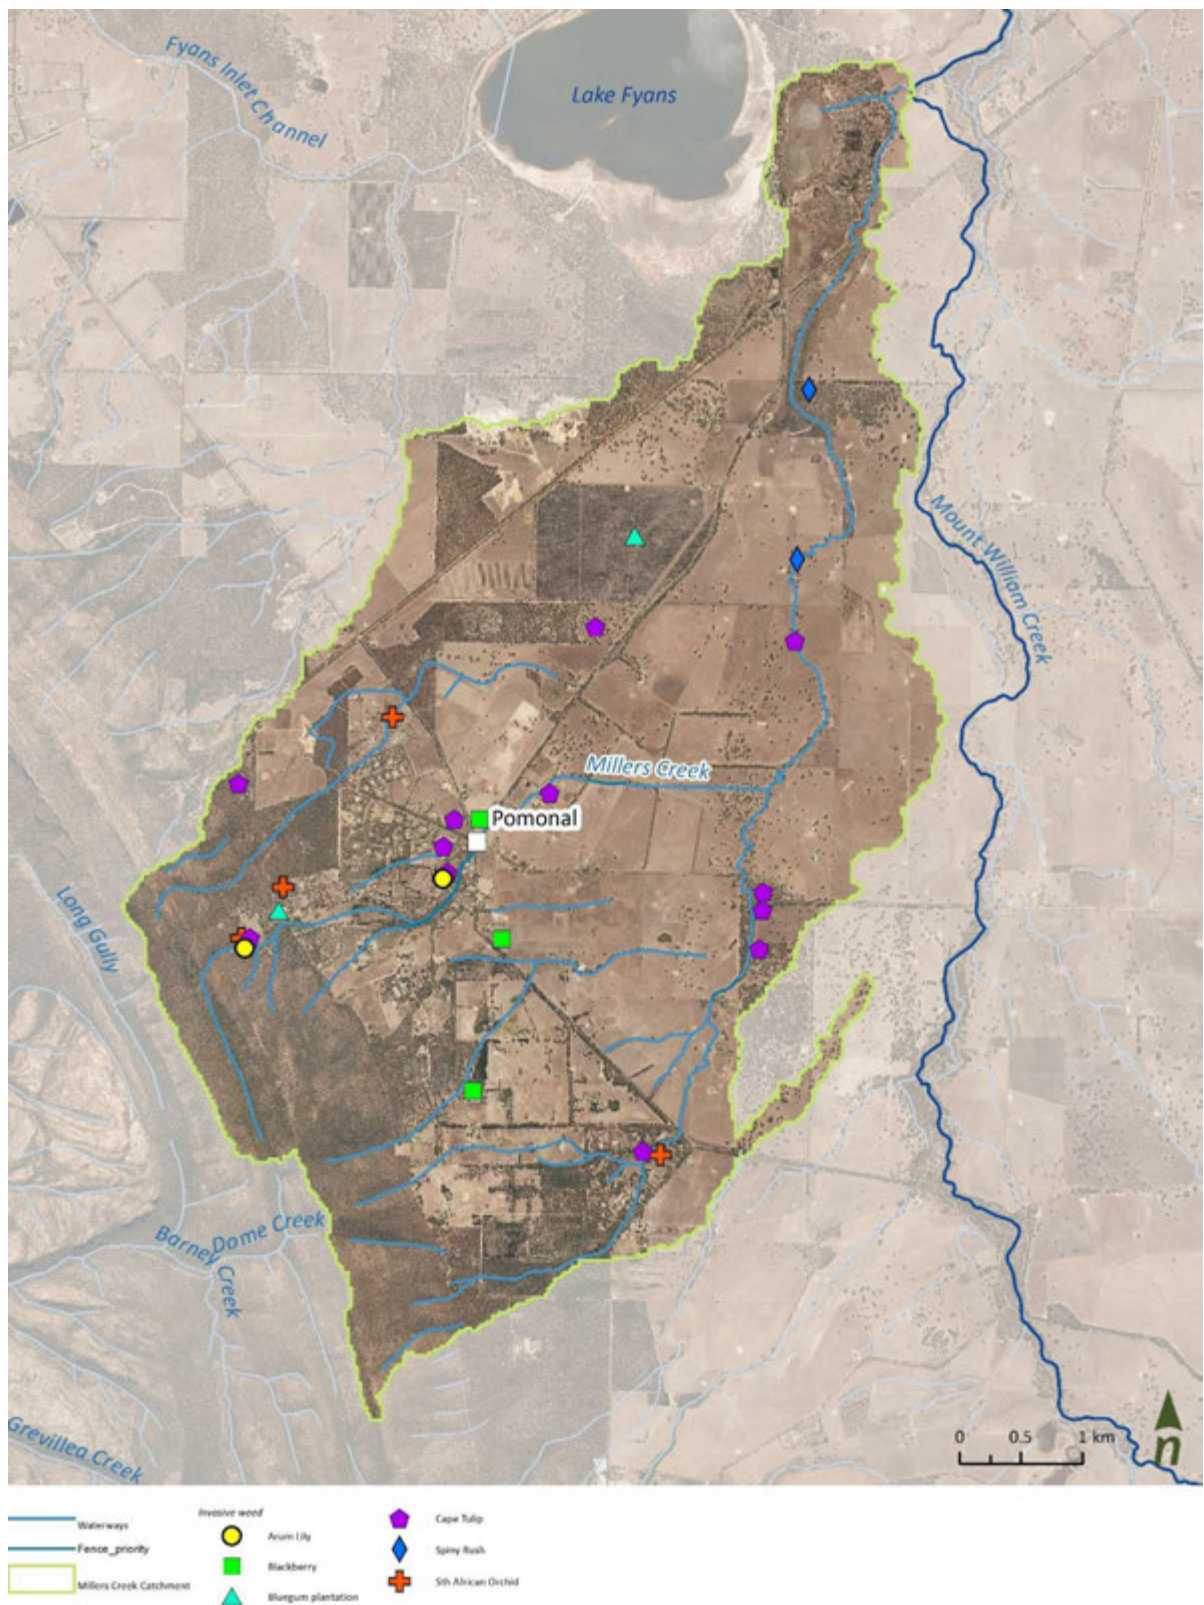 Fyans Inlet Channel
Lake Fyans
Mount William Creek
Millers Creek
Pomonal
Long Gully
Dome Creek
Barney Creek
Grevillea Creek
0 0.5 1 km
n
Invasive weed
Waterways
Fence_priority
Millers Creek Catchment
Arum Lily
Blackberry
Bluegum plantation
Cape Tulip
Spiny Rush
Sth African Orchid